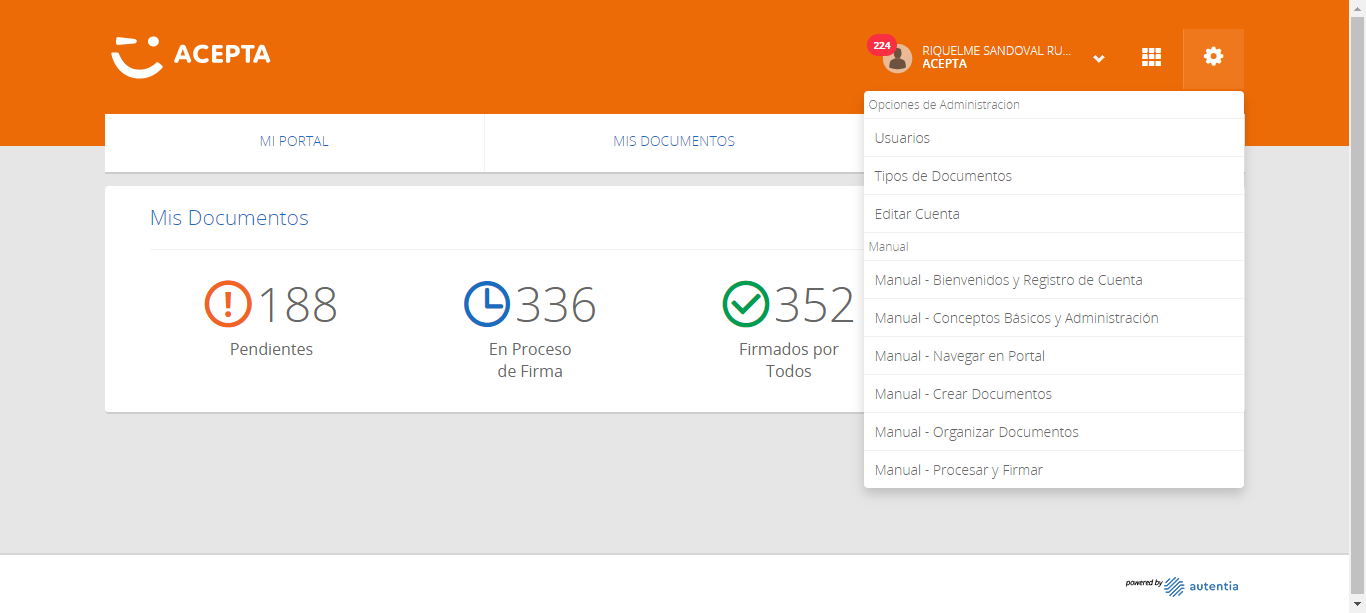 ACEPTA
224
RIQUELME SANDOVAL RU...
ACEPTA
MI PORTAL
MIS DOCUMENTOS
Mis Documentos
188
Pendientes
336
En Proceso
de Firma
352
Firmados por
Todos
Opciones de Administración
Usuarios
Tipos de Documentos
Editar Cuenta
Manual
Manual - Bienvenidos y Registro de Cuenta
Manual - Conceptos Básicos y Administración
Manual - Navegar en Portal
Manual - Crear Documentos
Manual - Organizar Documentos
Manual - Procesar y Firmar
powered by autentia